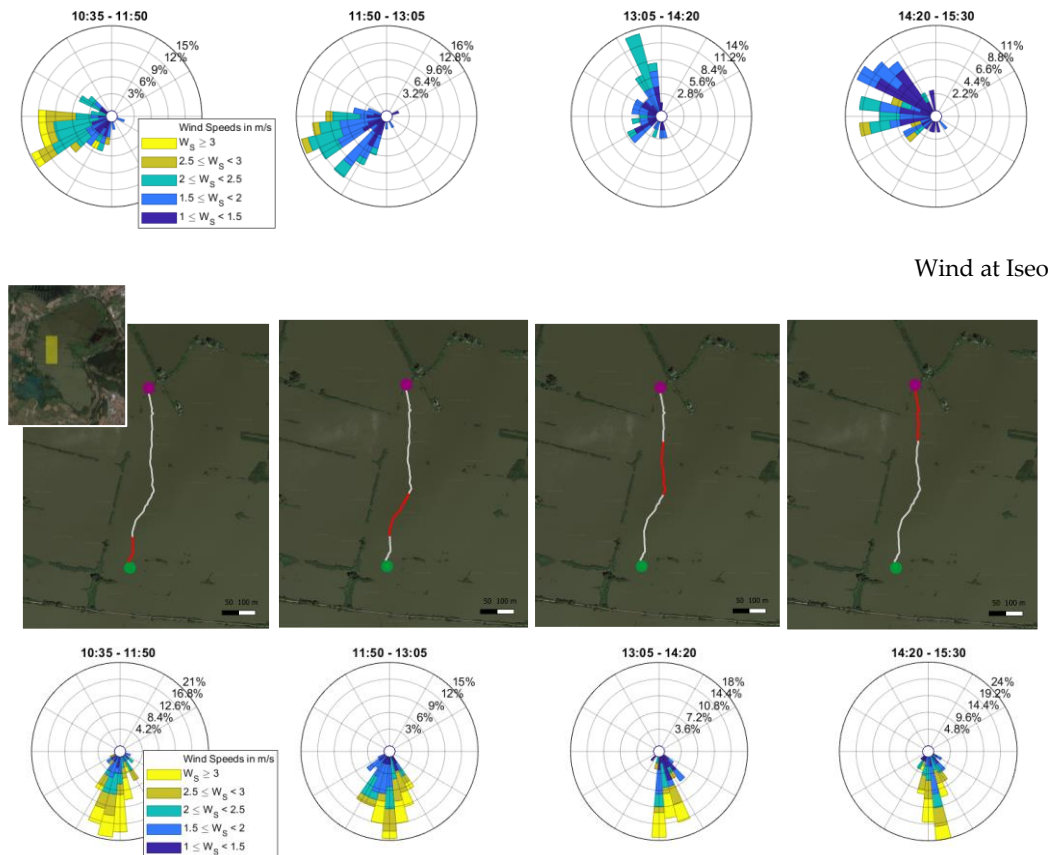 10:35 - 11:50
15%
12%
9%
6%
3%
Wind Speeds in m/s
W_S ≥ 3
2.5 ≤ W_S < 3
2 ≤ W_S < 2.5
1.5 ≤ W_S < 2
1 ≤ W_S < 1.5
11:50 - 13:05
16%
12.8%
9.6%
6.4%
3.2%
13:05 - 14:20
14%
11.2%
8.4%
5.6%
2.8%
14:20 - 15:30
11%
8.8%
6.6%
4.4%
2.2%
Wind at Iseo
50 100 m
50 100 m
50 100 m
50 100 m
10:35 - 11:50
21%
16.8%
12.6%
8.4%
4.2%
Wind Speeds in m/s
W_S ≥ 3
2.5 ≤ W_S < 3
2 ≤ W_S < 2.5
1.5 ≤ W_S < 2
1 ≤ W_S < 1.5
11:50 - 13:05
15%
12%
9%
6%
3%
13:05 - 14:20
18%
14.4%
10.8%
7.2%
3.6%
14:20 - 15:30
24%
19.2%
14.4%
9.6%
4.8%